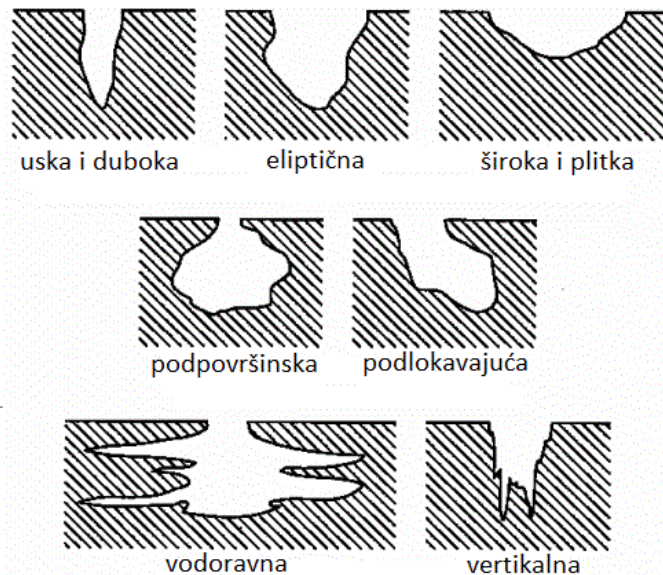 uska i duboka
eliptična
široka i plitka
podpovršinska
podlokavajuća
vodoravna
vertikalna